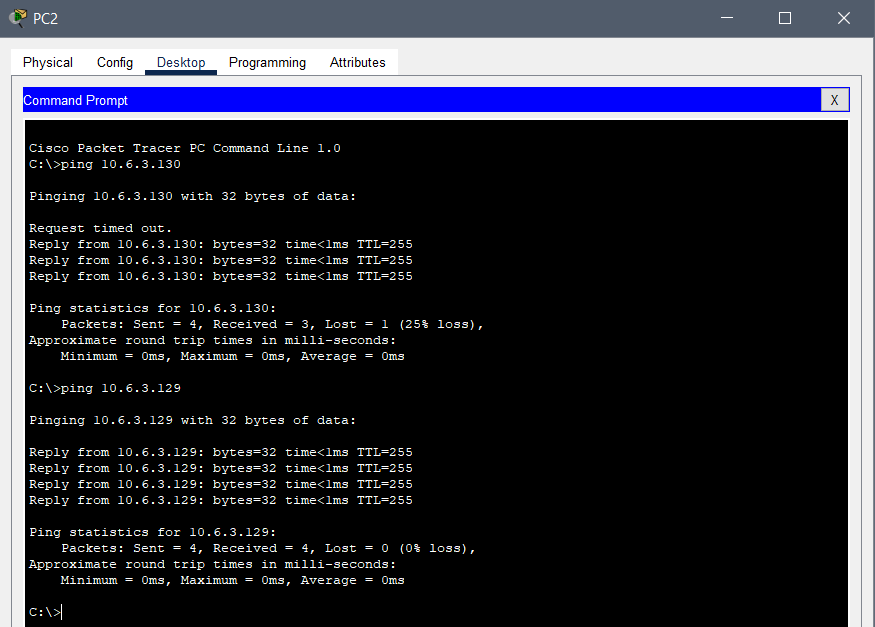 PC2
Physical Config Desktop Programming Attributes
Command Prompt X
Cisco Packet Tracer PC Command Line 1.0
C:\>ping 10.6.3.130
Pinging 10.6.3.130 with 32 bytes of data:
Request timed out.
Reply from 10.6.3.130: bytes=32 time<1ms TTL=255
Reply from 10.6.3.130: bytes=32 time<1ms TTL=255
Reply from 10.6.3.130: bytes=32 time<1ms TTL=255
Ping statistics for 10.6.3.130:
Packets: Sent = 4, Received = 3, Lost = 1 (25% loss),
Approximate round trip times in milli-seconds:
Minimum = 0ms, Maximum = 0ms, Average = 0ms
C:\>ping 10.6.3.129
Pinging 10.6.3.129 with 32 bytes of data:
Reply from 10.6.3.129: bytes=32 time<1ms TTL=255
Reply from 10.6.3.129: bytes=32 time<1ms TTL=255
Reply from 10.6.3.129: bytes=32 time<1ms TTL=255
Reply from 10.6.3.129: bytes=32 time<1ms TTL=255
Ping statistics for 10.6.3.129:
Packets: Sent = 4, Received = 4, Lost = 0 (0% loss),
Approximate round trip times in milli-seconds:
Minimum = 0ms, Maximum = 0ms, Average = 0ms
C:\>